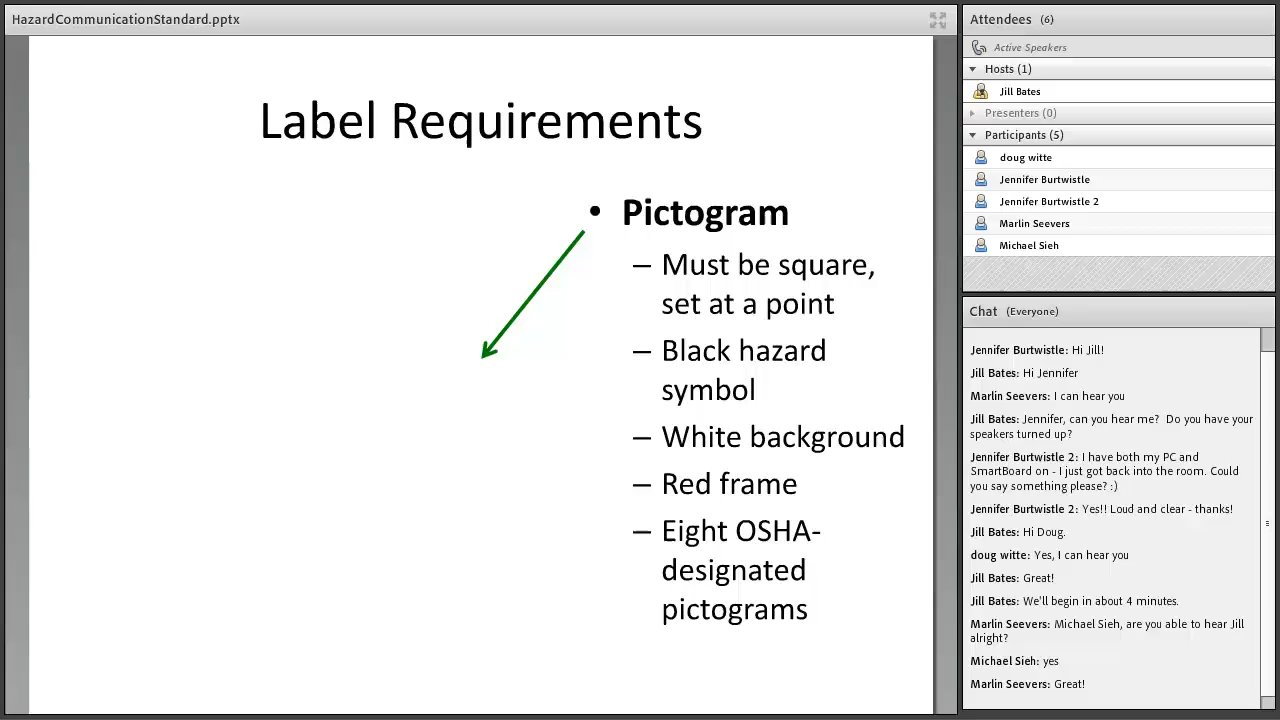 HazardCommunicationStandard.pptx
Label Requirements
• Pictogram
– Must be square,
set at a point
– Black hazard
symbol
– White background
– Red frame
– Eight OSHA-
designated
pictograms
Attendees (6)
Active Speakers
Hosts (1)
Jill Bates
Presenters (0)
Participants (5)
doug witte
Jennifer Burtwistle
Jennifer Burtwistle 2
Marlin Seevers
Michael Sieh
Chat (Everyone)
Jennifer Burtwistle: Hi Jill!
Jill Bates: Hi Jennifer
Marlin Seevers: I can hear you
Jill Bates: Jennifer, can you hear me? Do you have your
speakers turned up?
Jennifer Burtwistle 2: I have both my PC and
SmartBoard on - I just got back into the room. Could
you say something please? :)
Jennifer Burtwistle 2: Yes!! Loud and clear - thanks!
Jill Bates: Hi Doug.
doug witte: Yes, I can hear you
Jill Bates: Great!
Jill Bates: We'll begin in about 4 minutes.
Marlin Seevers: Michael Sieh, are you able to hear Jill
alright?
Michael Sieh: yes
Marlin Seevers: Great!